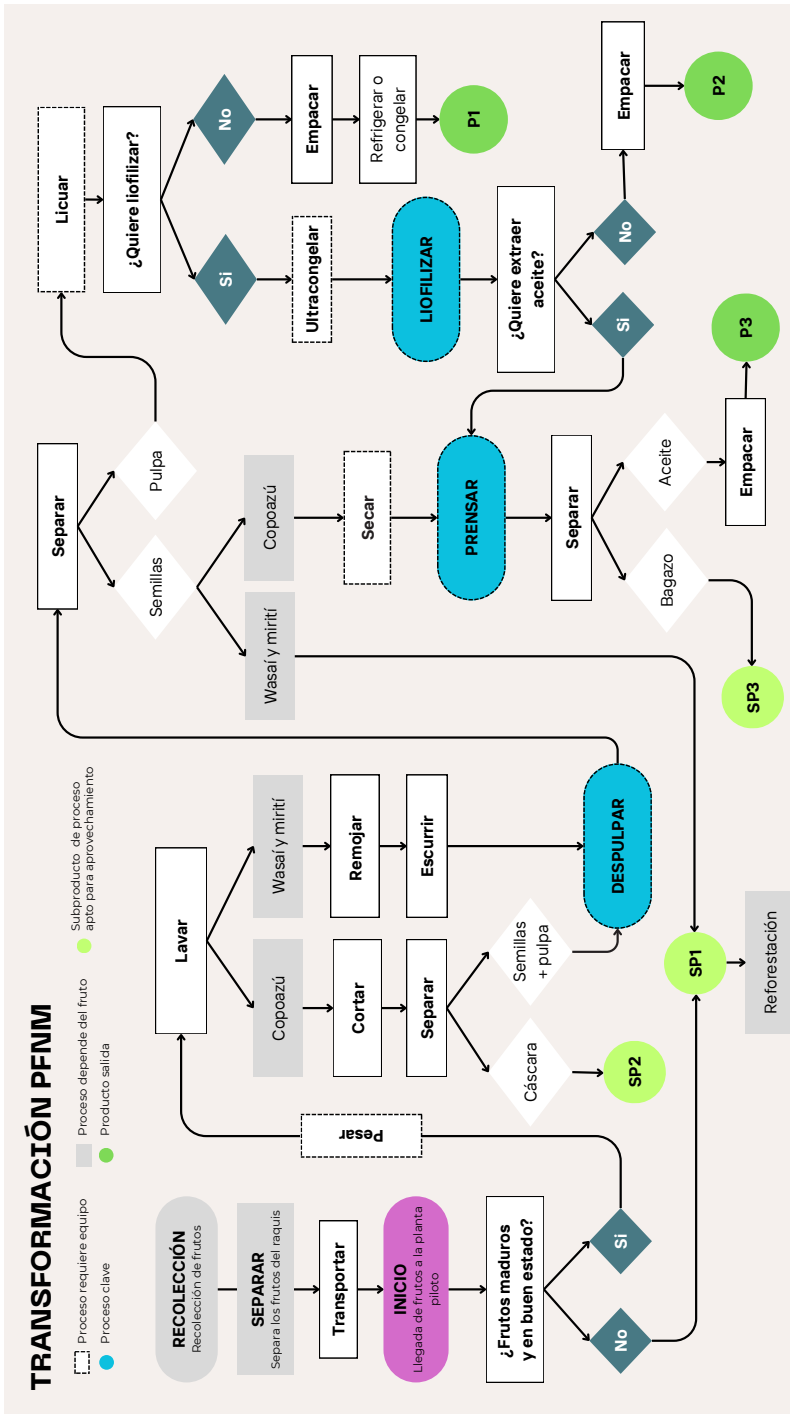 TRANSFORMACIÓN PFNM
Proceso requiere equipo
Proceso clave
Proceso depende del fruto
Producto salida
Subproducto de proceso
apto para aprovechamiento
RECOLECCIÓN
Recolección de frutos
SEPARAR
Separa los frutos del raquis
Transportar
INICIO
Llegada de frutos a la planta
piloto
¿Frutos maduros
y en buen estado?
No
Si
Pesar
Lavar
Copoazú
Wasaí y mirití
Cortar
Remojar
Separar
Escurrir
Cáscara
Semillas
+ pulpa
SP2
DESPULPAR
SP1
Reforestación
Separar
Semillas
Pulpa
Wasaí y mirití
Copoazú
Secar
PRENSAR
Separar
Bagazo
Aceite
SP3
Empacar
P3
Licuar
¿Quiere liofilizar?
Si
No
Ultracongelar
Empacar
LIOFILIZAR
Refrigerar o
congelar
P1
¿Quiere extraer
aceite?
Si
No
Empacar
P2